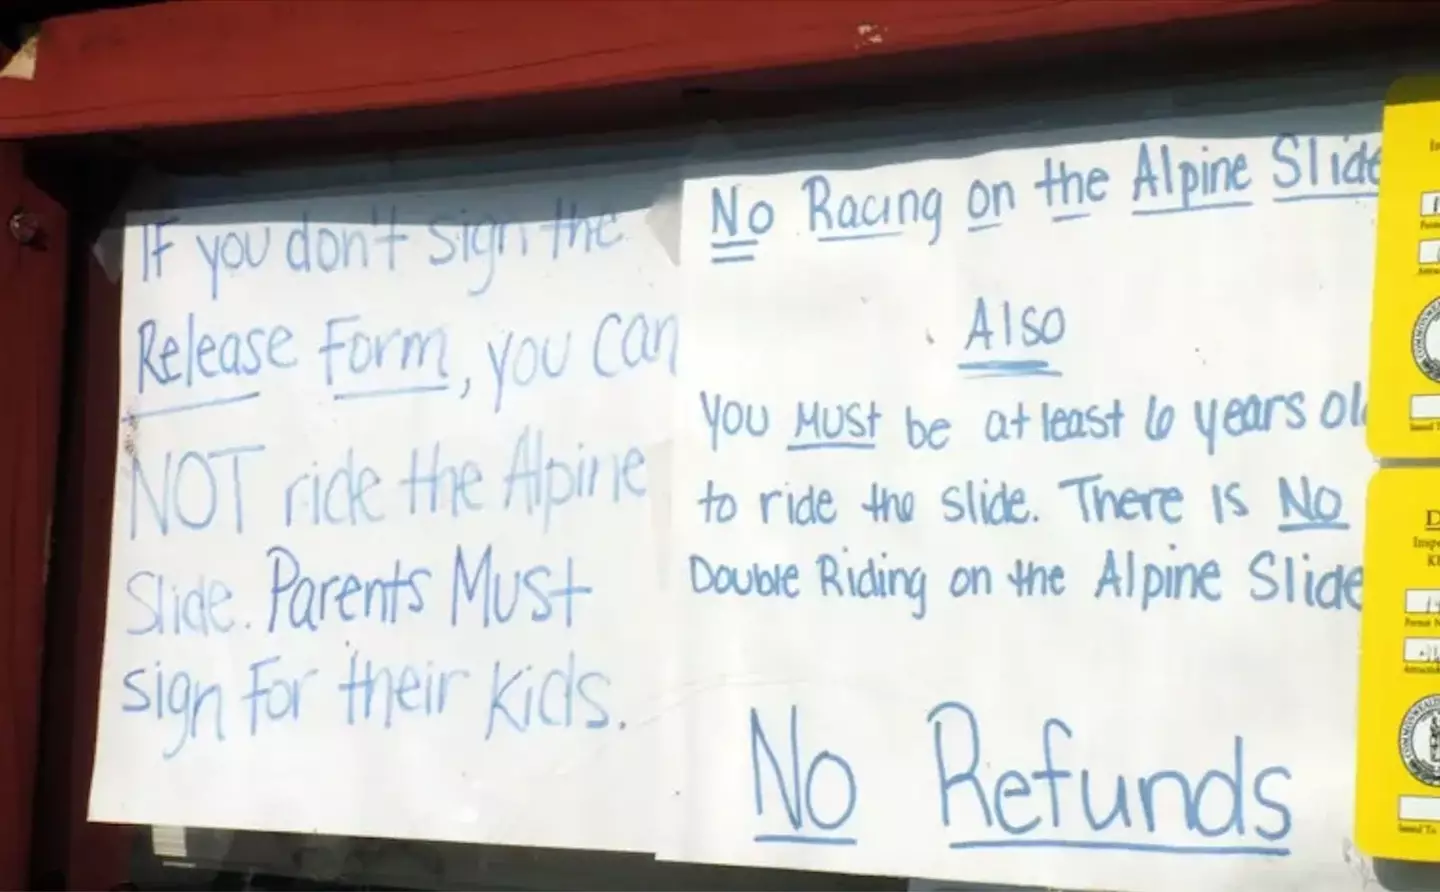 IF you don't sign the
Release Form, you can
NOT ride the Alpine
Slide. Parents Must
sign For their kids.
No Racing on the Alpine Slide
Also
You MUST be at least 6 years ol
to ride the slide. There is NO
Double Riding on the Alpine Slide
No Refunds